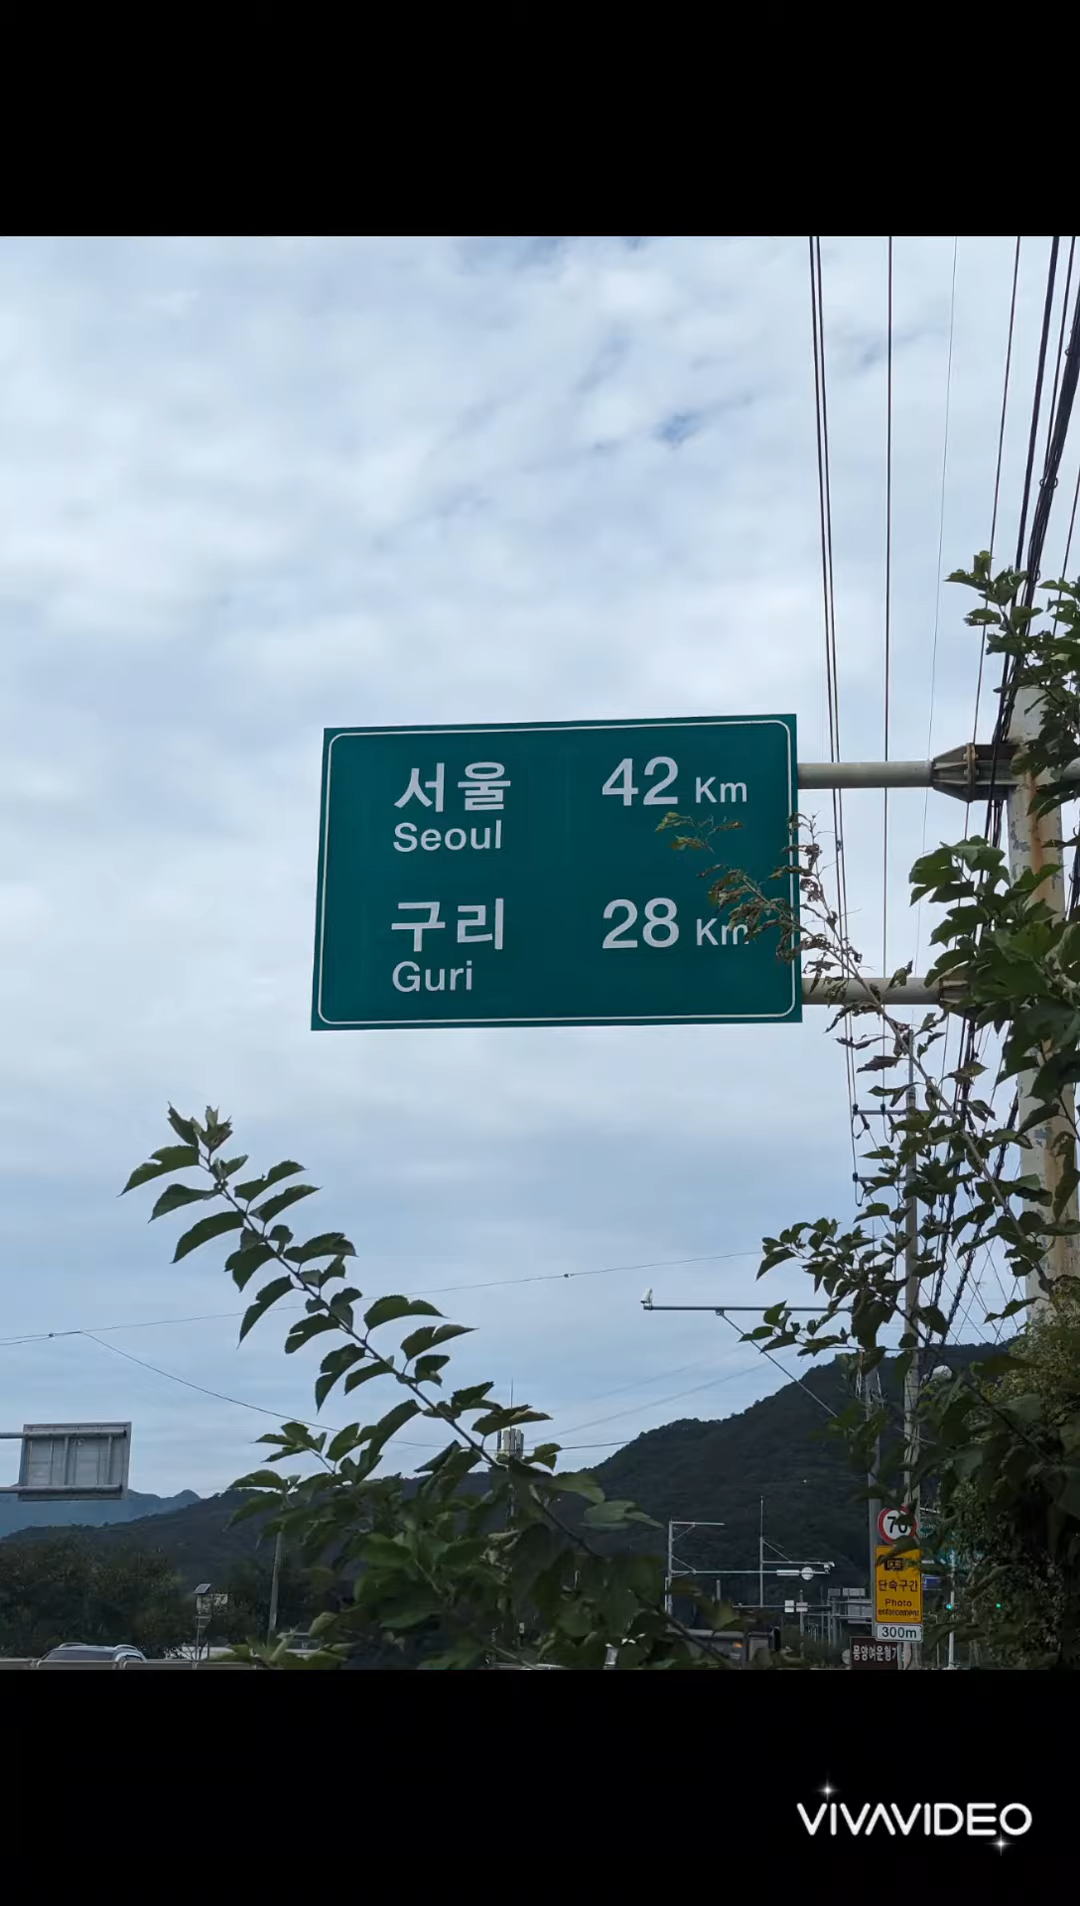 서울 42 Km
Seoul
구리 28 Km
Guri
70
단속구간
Photo
enforcement
300m
VIVAVIDEO